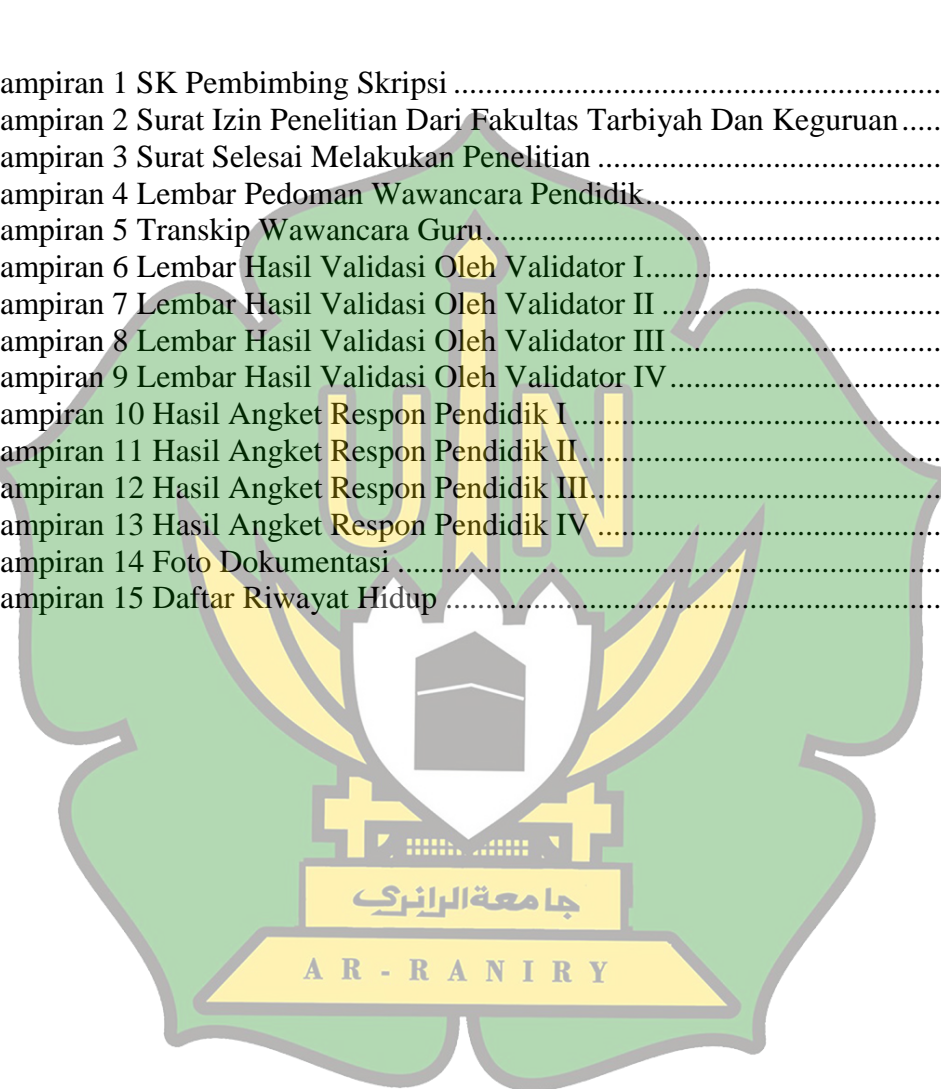 ampiran 1 SK Pembimbing Skripsi ........................................................................
ampiran 2 Surat Izin Penelitian Dari Fakultas Tarbiyah Dan Keguruan .....
ampiran 3 Surat Selesai Melakukan Penelitian ...................................................
ampiran 4 Lembar Pedoman Wawancara Pendidik............................................
ampiran 5 Transkip Wawancara Guru...................................................................
ampiran 6 Lembar Hasil Validasi Oleh Validator I............................................
ampiran 7 Lembar Hasil Validasi Oleh Validator II ..........................................
ampiran 8 Lembar Hasil Validasi Oleh Validator III ........................................
ampiran 9 Lembar Hasil Validasi Oleh Validator IV ........................................
ampiran 10 Hasil Angket Respon Pendidik I .......................................................
ampiran 11 Hasil Angket Respon Pendidik II ......................................................
ampiran 12 Hasil Angket Respon Pendidik III.....................................................
ampiran 13 Hasil Angket Respon Pendidik IV ...................................................
ampiran 14 Foto Dokumentasi ................................................................................
ampiran 15 Daftar Riwayat Hidup .........................................................................
UIN
جامعةالرانري
AR-RANIRY